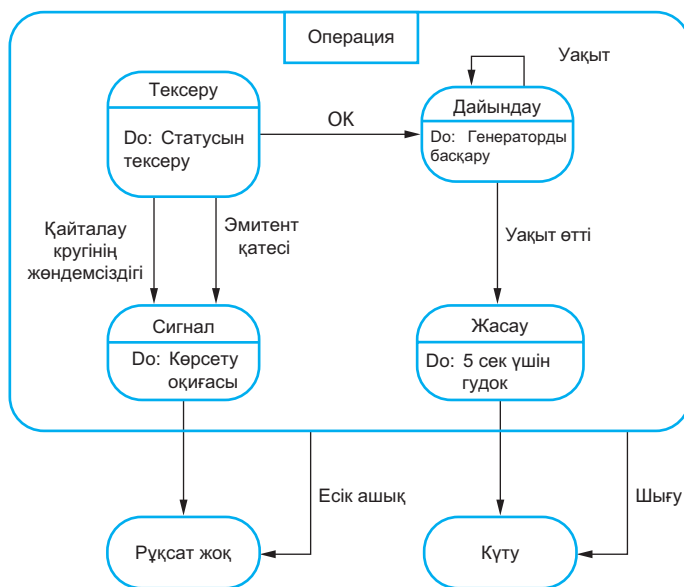 Операция
Уақыт
Тексеру
Do: Статусын
тексеру
OK
Дайындау
Do: Генераторды
басқару
Қайталау
кругінің
жөндемсіздігі
Эмитент
қатесі
Уақыт өтті
Сигнал
Do: Көрсету
оқиғасы
Жасау
Do: 5 сек үшін
гудок
Есік ашық
Шығу
Рұқсат жоқ
Күту